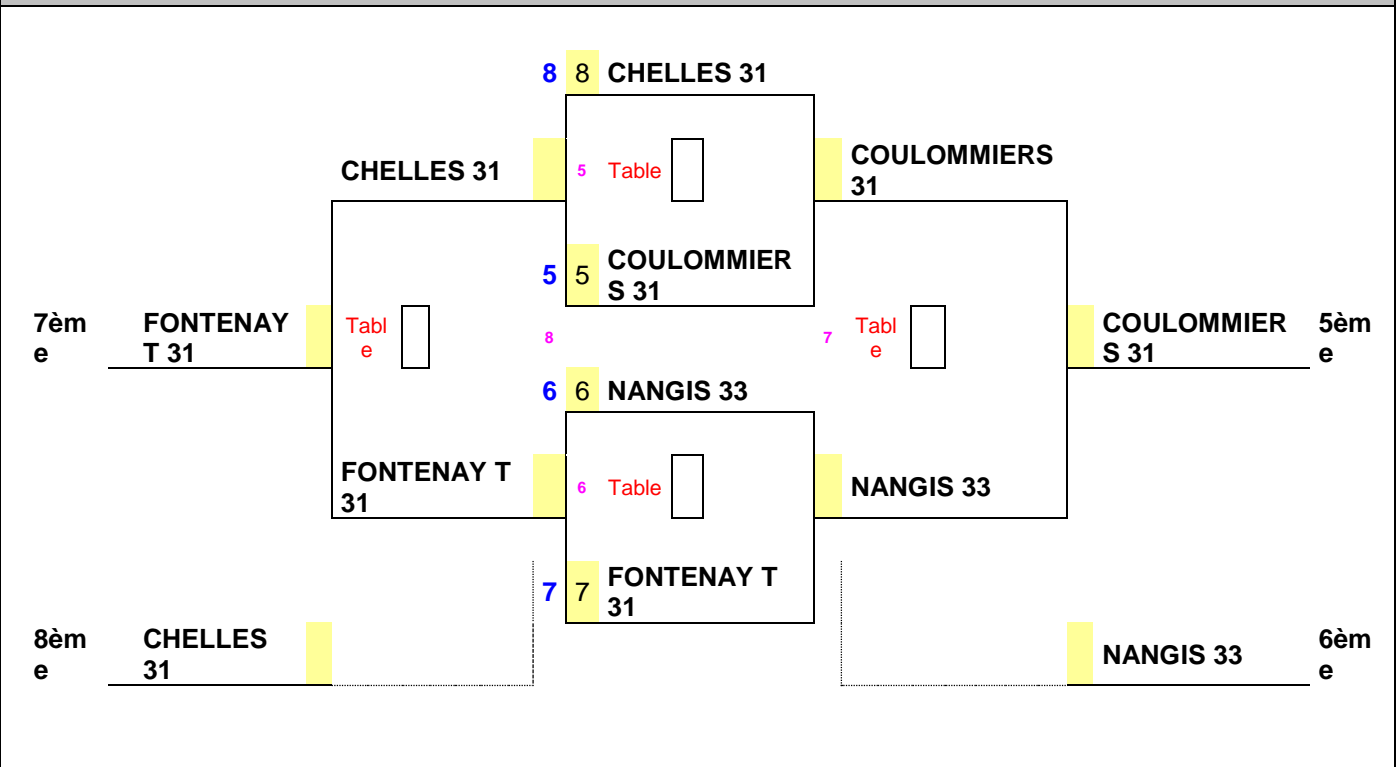 8 8 CHELLES 31
CHELLES 31
5 Table
COULOMMIERS
31
5 5 COULOMMIER
S 31
7èm
e
FONTENAY
T 31
Tabl
e
8
7
Tabl
e
COULOMMIER
S 31
5èm
e
6 6 NANGIS 33
FONTENAY T
31
6 Table
NANGIS 33
7 7 FONTENAY T
31
8èm
e
CHELLES
31
NANGIS 33
6èm
e